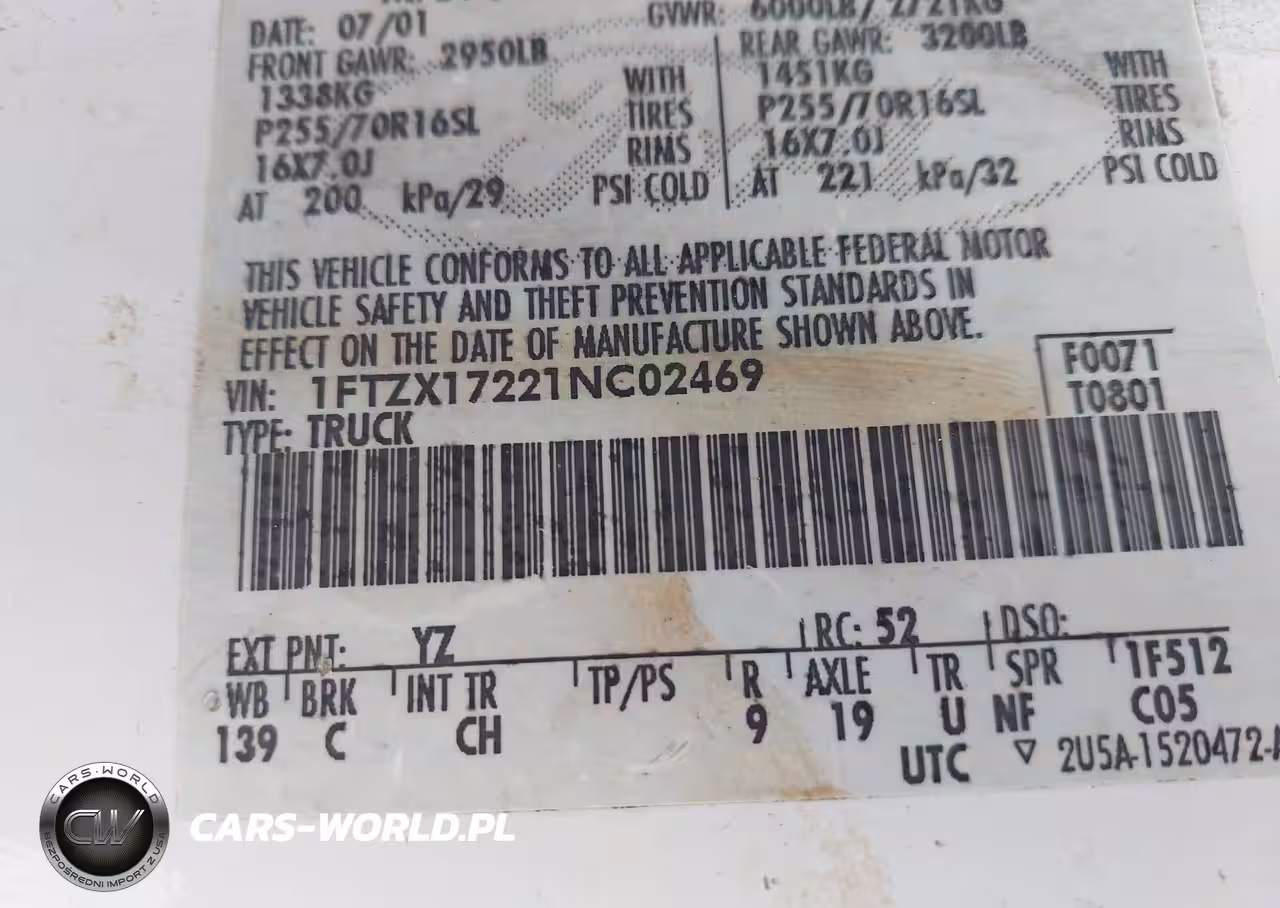 DATE: 07/01
GVWR: 6000LB/2721KG
FRONT GAWR: 2950LB
REAR GAWR: 3200LB
1338KG WITH
1451KG WITH
P255/70R16SL TIRES
P255/70R16SL TIRES
16X7.0J RIMS
16X7.0J RIMS
AT 200 kPa/29 PSI COLD
AT 221 kPa/32 PSI COLD
THIS VEHICLE CONFORMS TO ALL APPLICABLE FEDERAL MOTOR
VEHICLE SAFETY AND THEFT PREVENTION STANDARDS IN
EFFECT ON THE DATE OF MANUFACTURE SHOWN ABOVE.
VIN: 1FTZX17221NC02469
F0071
T0801
TYPE: TRUCK
EXT PNT: YZ RC: 52 DSO:
WB BRK INT TR TP/PS R AXLE TR SPR 1F512
139 C CH 9 19 U NF C05
UTC ▽ 2U5A-1520472-A
CARS-WORLD
CW
BEZPOŚREDNI IMPORT Z USA
CARS-WORLD.PL